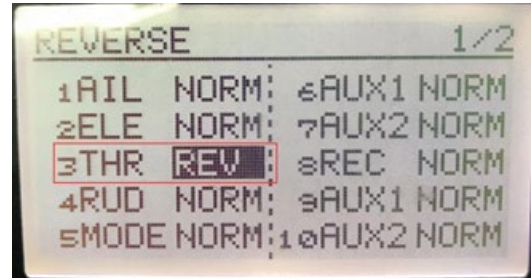 REVERSE 1/2
1AIL NORM 6AUX1 NORM
2ELE NORM 7AUX2 NORM
3THR REV 8REC NORM
4RUD NORM 9AUX1 NORM
5MODE NORM 10AUX2 NORM